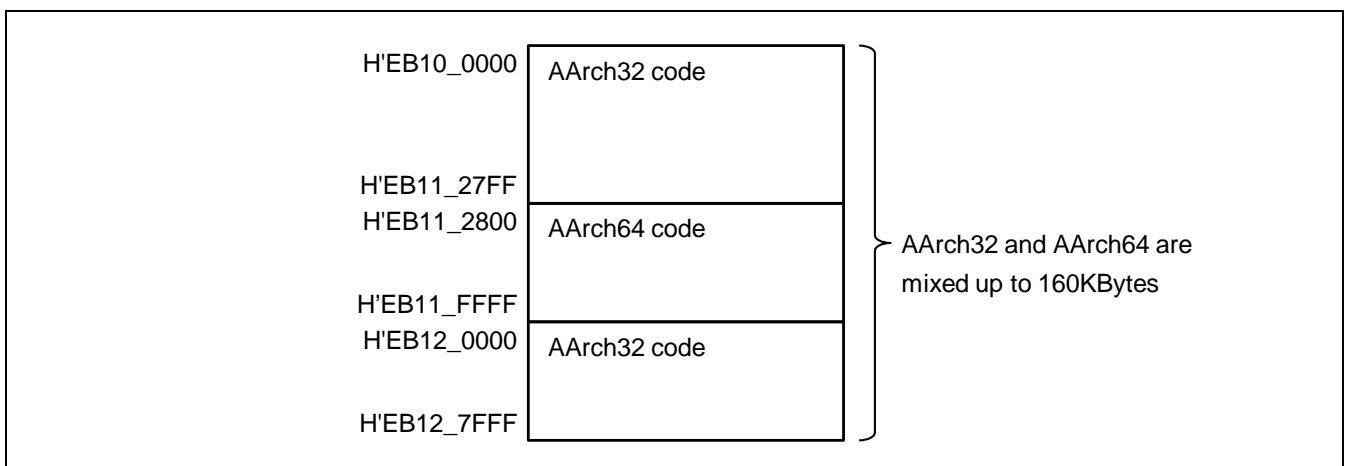 H'EB10_0000
AArch32 code
H'EB11_27FF
H'EB11_2800
AArch64 code
H’EB11_FFFF
H'EB12_0000
AArch32 code
H'EB12_7FFF
AArch32 and AArch64 are
mixed up to 160KBytes